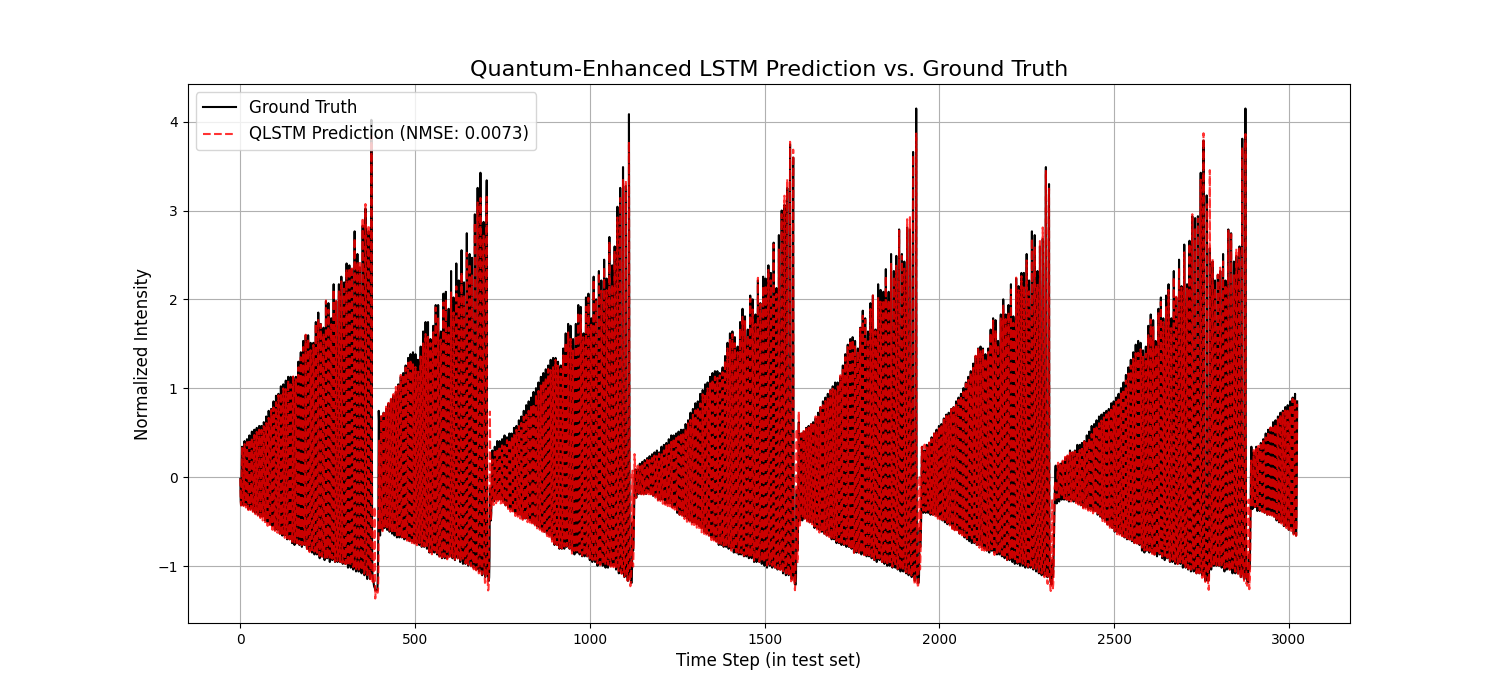 Quantum-Enhanced LSTM Prediction vs. Ground Truth
Ground Truth
QLSTM Prediction (NMSE: 0.0073)
Normalized Intensity
4
3
2
1
0
−1
0 500 1000 1500 2000 2500 3000
Time Step (in test set)